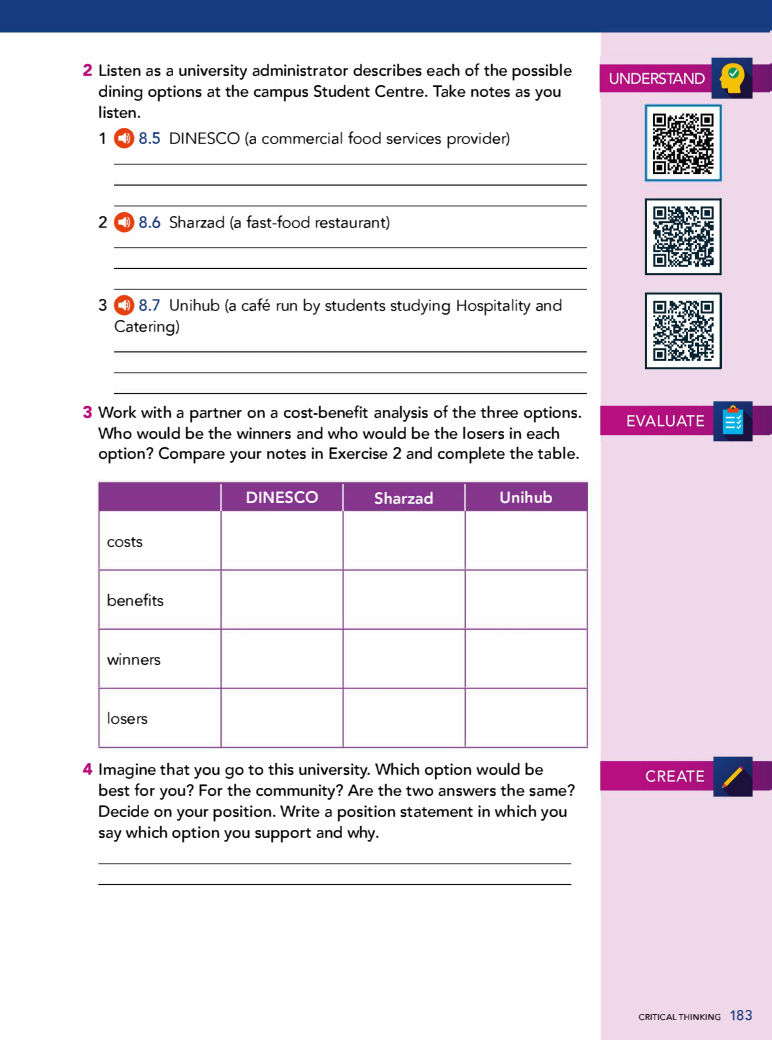 2 Listen as a university administrator describes each of the possible
dining options at the campus Student Centre. Take notes as you
listen.
1 8.5 DINESCO (a commercial food services provider)
2 8.6 Sharzad (a fast-food restaurant)
3 8.7 Unihub (a café run by students studying Hospitality and
Catering)
UNDERSTAND
3 Work with a partner on a cost-benefit analysis of the three options.
Who would be the winners and who would be the losers in each
option? Compare your notes in Exercise 2 and complete the table.
EVALUATE
DINESCO Sharzad Unihub
costs
benefits
winners
losers
4 Imagine that you go to this university. Which option would be
best for you? For the community? Are the two answers the same?
Decide on your position. Write a position statement in which you
say which option you support and why.
CREATE
CRITICAL THINKING 183